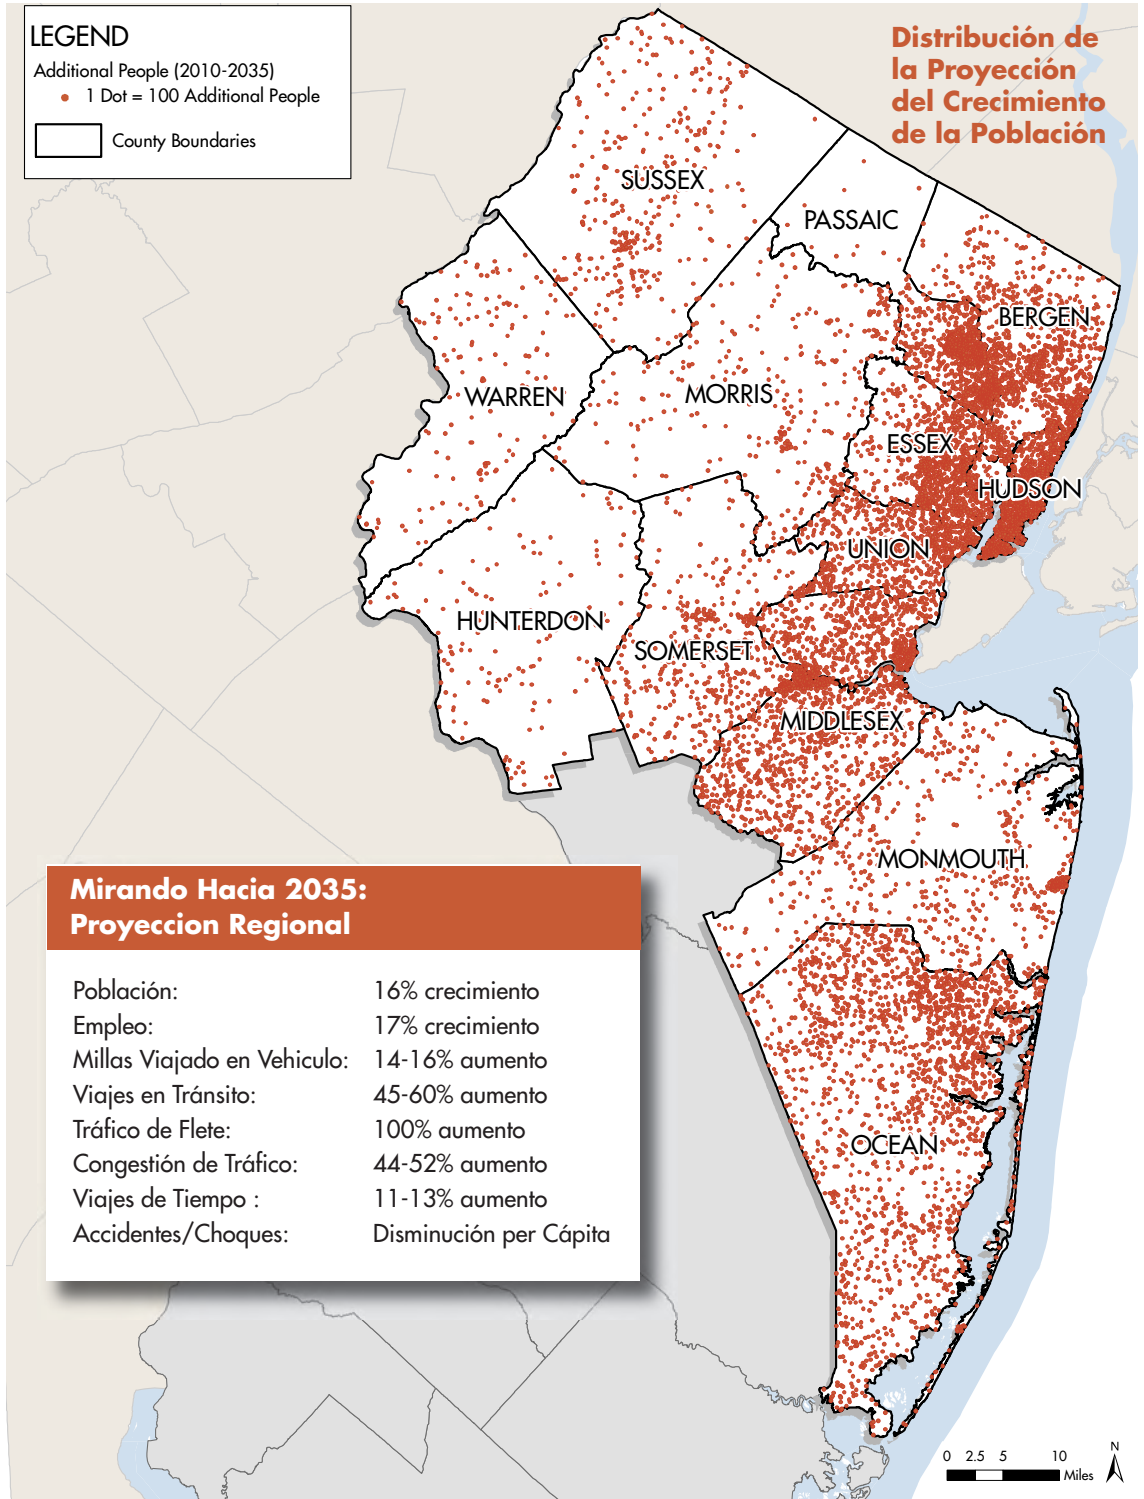 LEGEND
Additional People (2010-2035)
1 Dot = 100 Additional People
County Boundaries
Distribución de
la Proyección
del Crecimiento
de la Población
SUSSEX
PASSAIC
BERGEN
WARREN
MORRIS
ESSEX
HUDSON
UNION
HUNTERDON
SOMERSET
MIDDLESEX
MONMOUTH
OCEAN
Mirando Hacia 2035:
Proyeccion Regional
Población: 16% crecimiento
Empleo: 17% crecimiento
Millas Viajado en Vehiculo: 14-16% aumento
Viajes en Tránsito: 45-60% aumento
Tráfico de Flete: 100% aumento
Congestión de Tráfico: 44-52% aumento
Viajes de Tiempo : 11-13% aumento
Accidentes/Choques: Disminución per Cápita
0 2.5 5 10
Miles
N